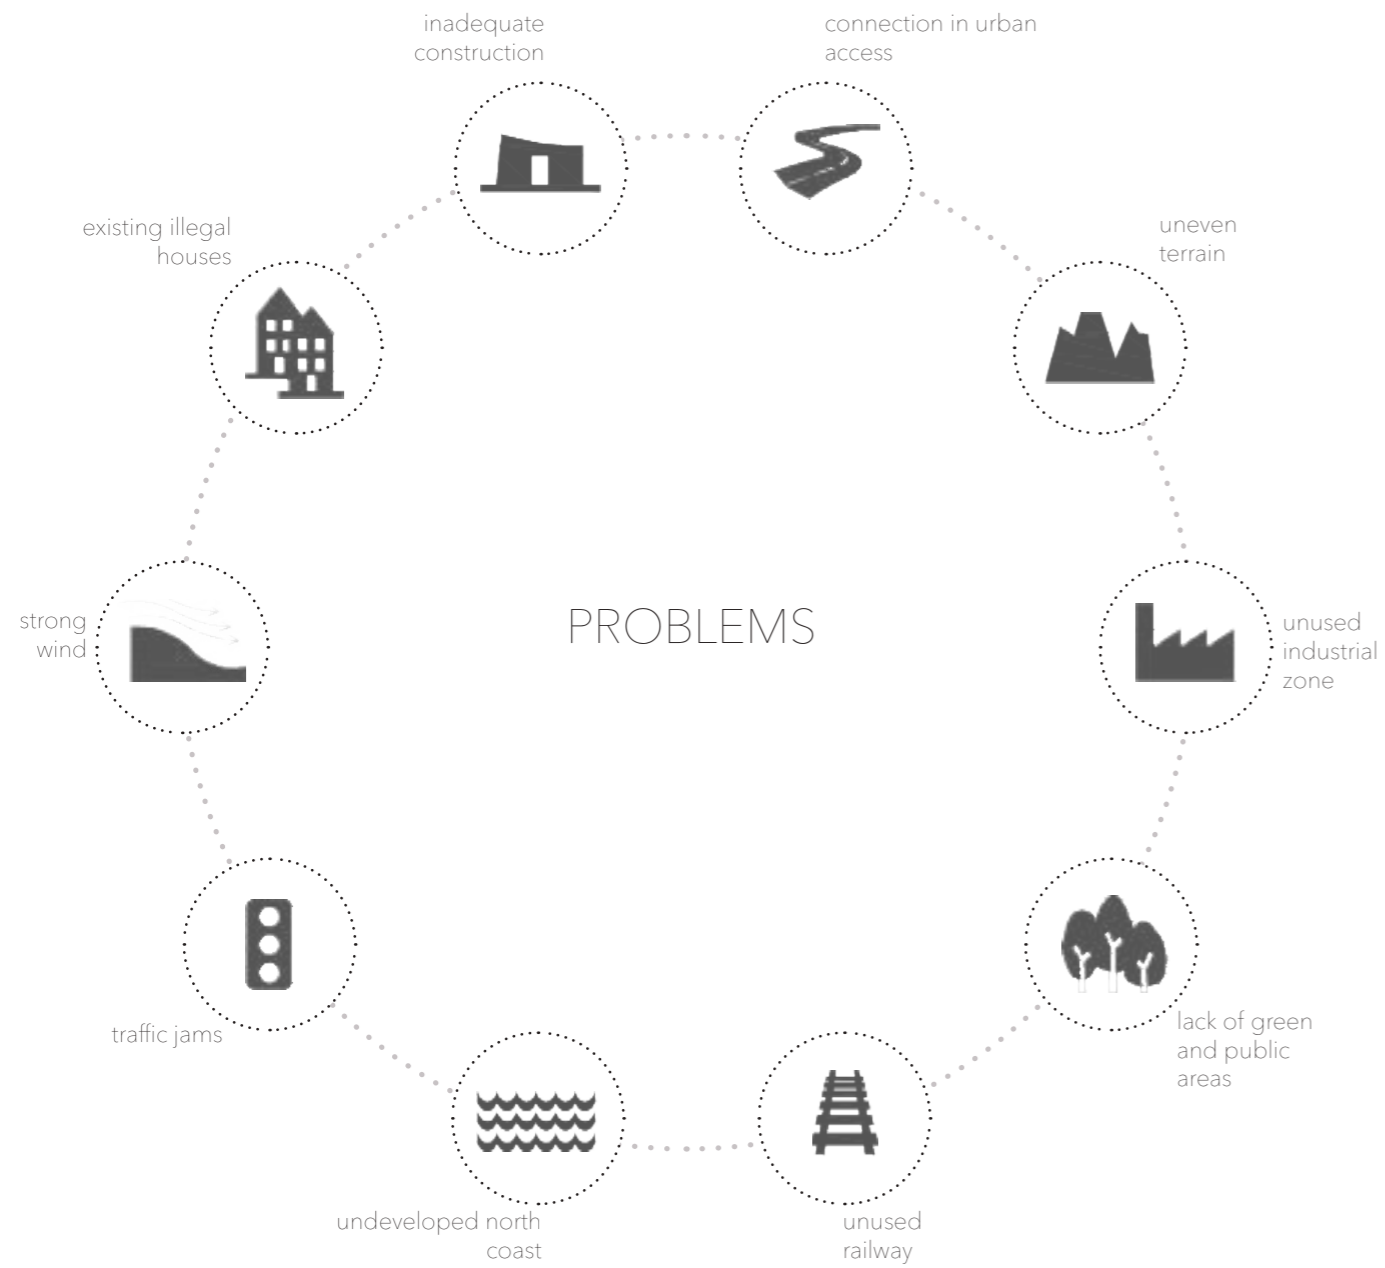 inadequate
construction
connection in urban
access
existing illegal
houses
uneven
terrain
strong
wind
PROBLEMS
unused
industrial
zone
traffic jams
lack of green
and public
areas
undeveloped north
coast
unused
railway